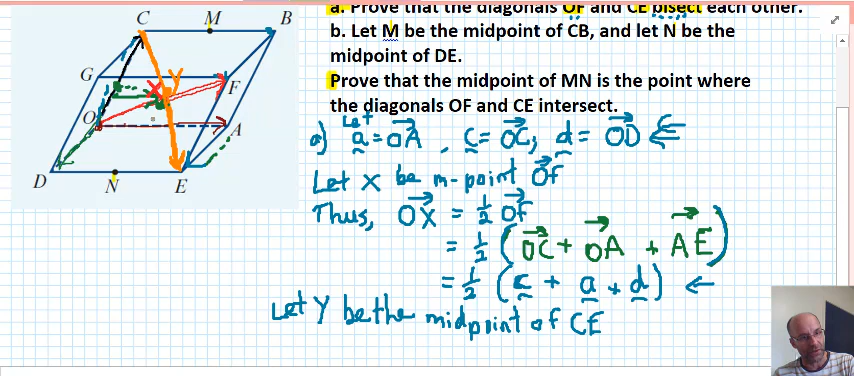 a. Prove that the diagonals OF and CE bisect each other.
b. Let M be the midpoint of CB, and let N be the
midpoint of DE.
Prove that the midpoint of MN is the point where
the diagonals OF and CE intersect.
C M B
G F
X Y
O A
D N E
a) Let a = OA, c = OC, d = OD
Let X be m-point OF
Thus, OX = 1/2 OF
= 1/2 (OC + OA + AE)
= 1/2 (c + a + d) ←
Let Y be the midpoint of CE